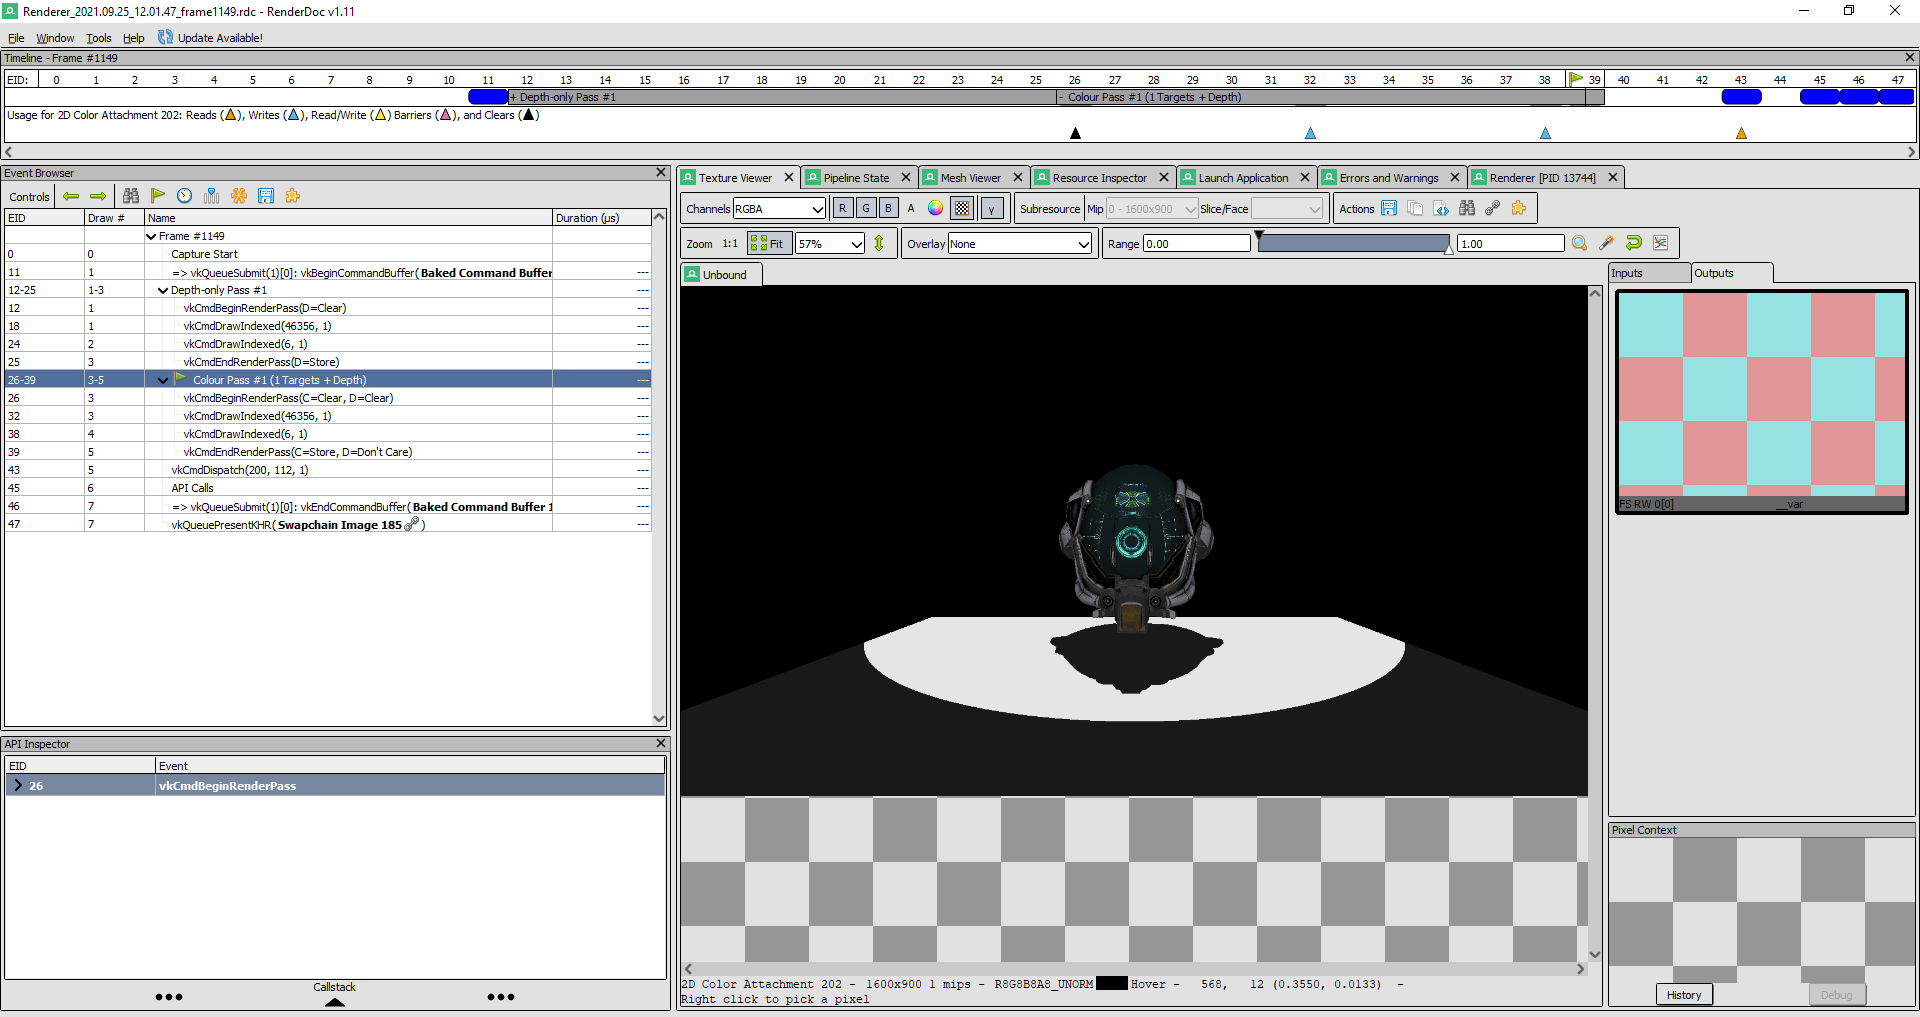 Renderer_2021.09.25_12.01.47_frame1149.rdc - RenderDoc v1.11
File Window Tools Help Update Available!
Timeline - Frame #1149
EID: 0 1 2 3 4 5 6 7 8 9 10 11 12 13 14 15 16 17 18 19 20 21 22 23 24 25 26 27 28 29 30 31 32 33 34 35 36 37 38 39 40 41 42 43 44 45 46 47
+ Depth-only Pass #1 - Colour Pass #1 (1 Targets + Depth)
Usage for 2D Color Attachment 202: Reads ( ), Writes ( ), Read/Write ( ) Barriers ( ), and Clears ( )
Event Browser
Controls
EID Draw # Name Duration (µs)
Frame #1149
0 0 Capture Start
11 1 => vkQueueSubmit(1)[0]: vkBeginCommandBuffer(Baked Command Buffer ---
12-25 1-3 Depth-only Pass #1 ---
12 1 vkCmdBeginRenderPass(D=Clear) ---
18 1 vkCmdDrawIndexed(46356, 1) ---
24 2 vkCmdDrawIndexed(6, 1) ---
25 3 vkCmdEndRenderPass(D=Store) ---
26-39 3-5 Colour Pass #1 (1 Targets + Depth) ---
26 3 vkCmdBeginRenderPass(C=Clear, D=Clear) ---
32 3 vkCmdDrawIndexed(46356, 1) ---
38 4 vkCmdDrawIndexed(6, 1) ---
39 5 vkCmdEndRenderPass(C=Store, D=Don't Care) ---
43 5 vkCmdDispatch(200, 112, 1) ---
45 6 API Calls ---
46 7 => vkQueueSubmit(1)[0]: vkEndCommandBuffer(Baked Command Buffer 1 ---
47 7 vkQueuePresentKHR(Swapchain Image 185 ) ---
API Inspector
EID Event
26 vkCmdBeginRenderPass
Callstack
Texture Viewer Pipeline State Mesh Viewer Resource Inspector Launch Application Errors and Warnings Renderer [PID 13744]
Channels RGBA R G B A γ Subresource Mip 0 - 1600x900 Slice/Face Actions
Zoom 1:1 Fit 57% Overlay None Range 0.00 1.00
Unbound
Inputs Outputs
FS RW 0[0] __var
Pixel Context
History Debug
2D Color Attachment 202 - 1600x900 1 mips - R8G8B8A8_UNORM Hover - 568, 12 (0.3550, 0.0133) -
Right click to pick a pixel